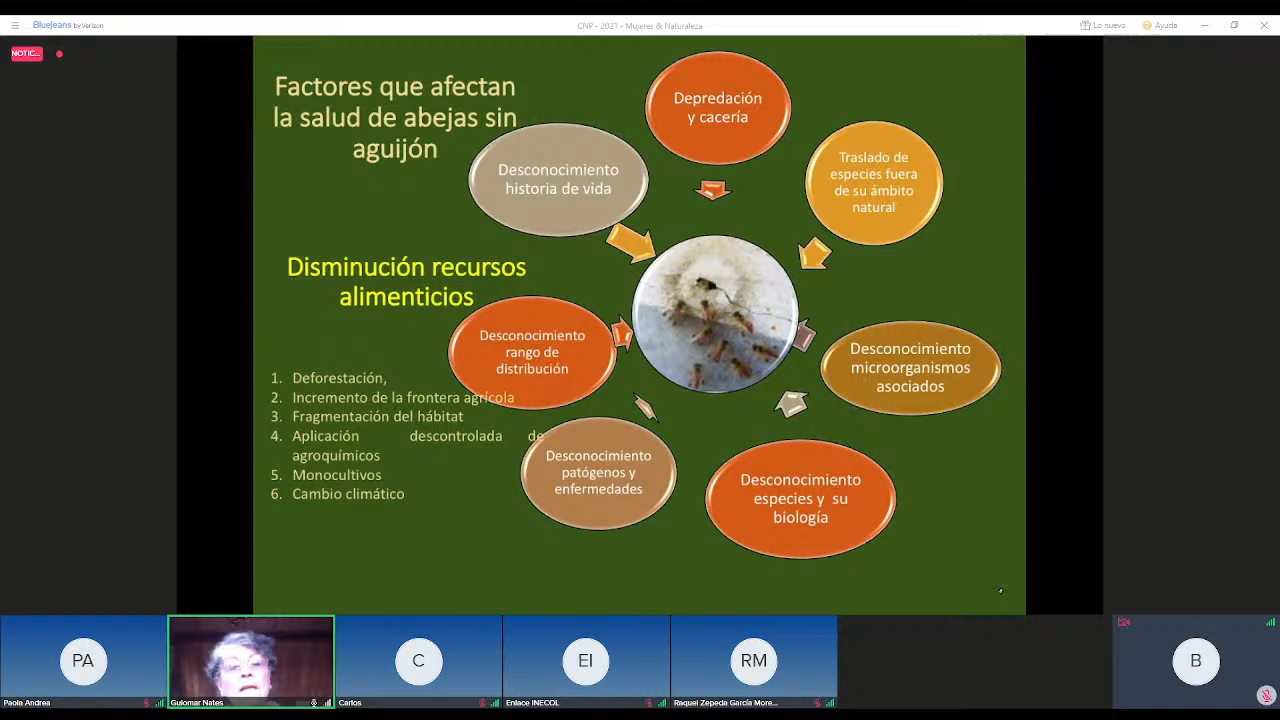 Bluejeans by Verizon
CNP - 2021 - Mujeres & Naturaleza
Lo nuevo
Ayuda
NOTIC...
Factores que afectan
la salud de abejas sin
aguijón
Depredación
y cacería
Traslado de
especies fuera
de su ámbito
natural
Desconocimiento
historia de vida
Disminución recursos
alimenticios
Desconocimiento
rango de
distribución
Desconocimiento
microorganismos
asociados
1. Deforestación,
2. Incremento de la frontera agrícola
3. Fragmentación del hábitat
4. Aplicación descontrolada de
agroquímicos
5. Monocultivos
6. Cambio climático
Desconocimiento
patógenos y
enfermedades
Desconocimiento
especies y su
biología
PA
C
EI
RM
B
Paola Andrea
Guiomar Nates
Carlos
Enlace INECOL
Raquel Zepeda García More...